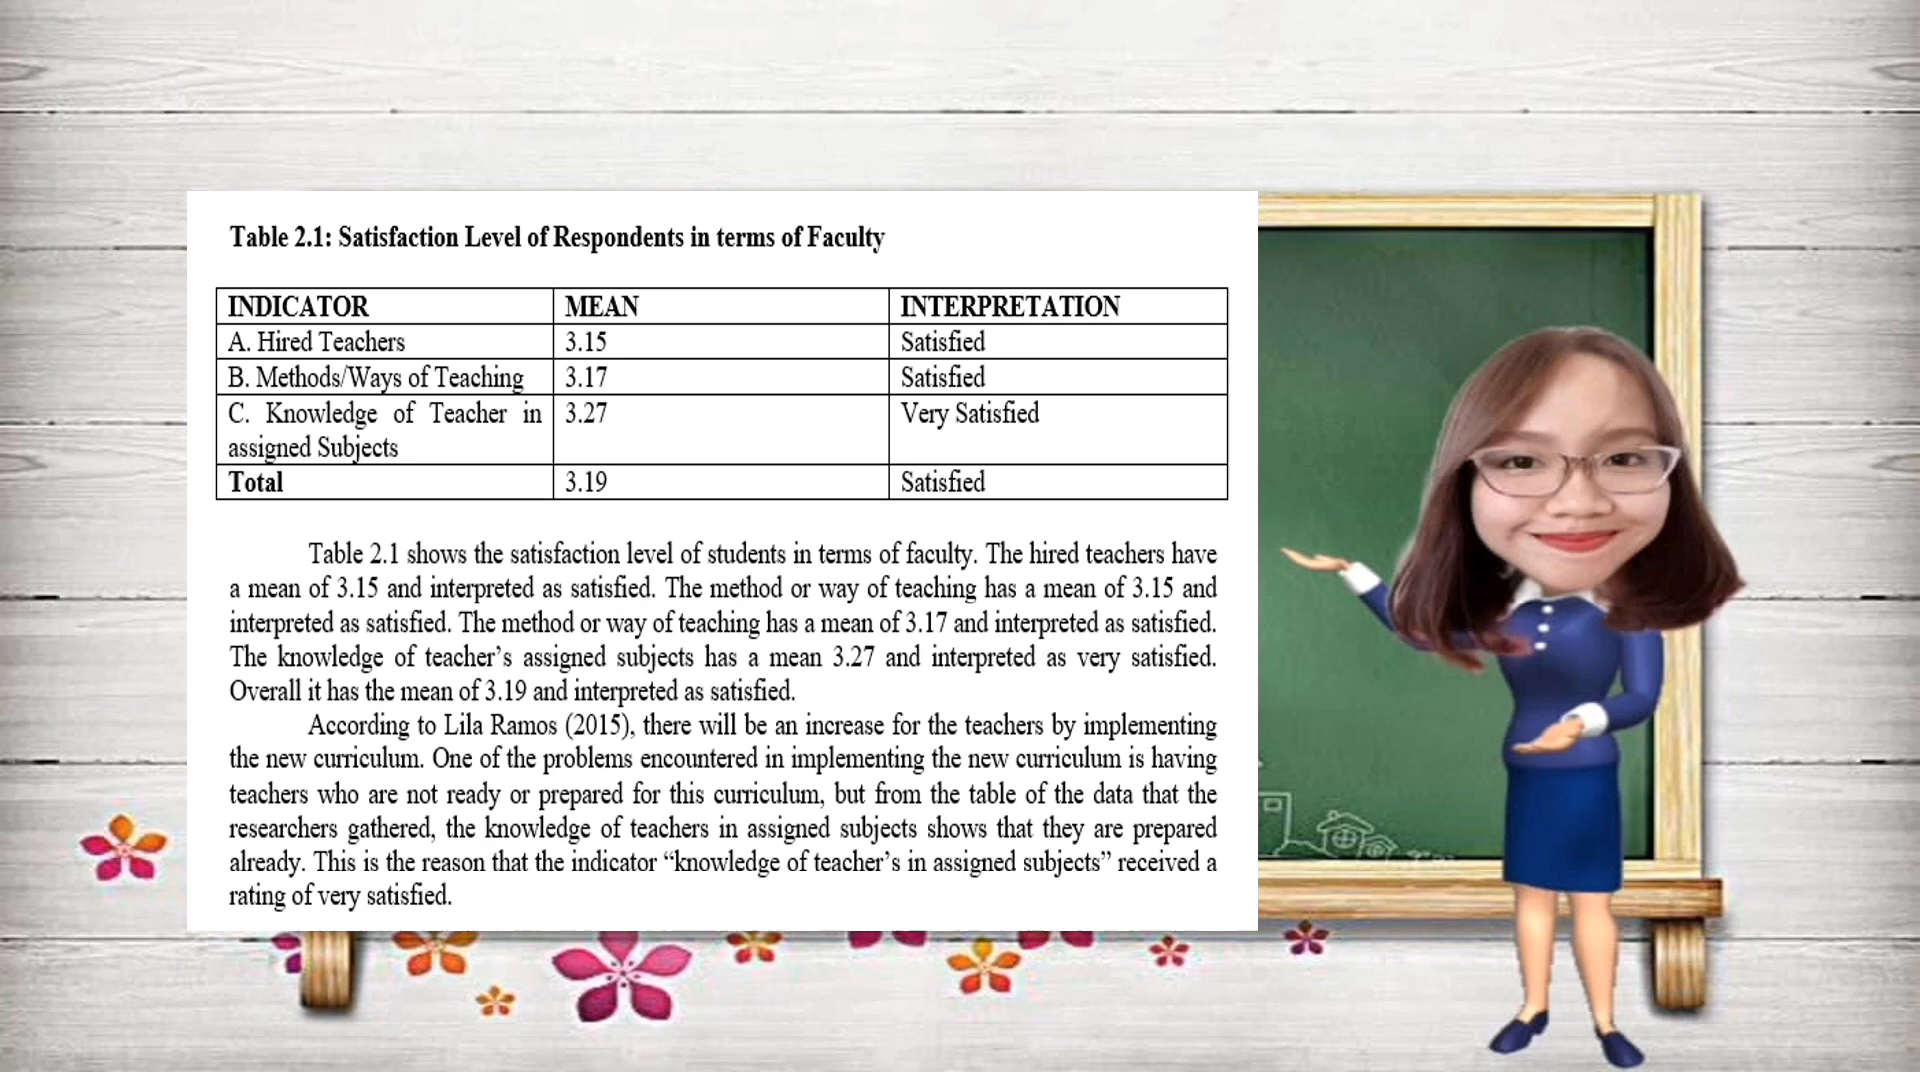 Table 2.1: Satisfaction Level of Respondents in terms of Faculty
INDICATOR MEAN INTERPRETATION
A. Hired Teachers 3.15 Satisfied
B. Methods/Ways of Teaching 3.17 Satisfied
C. Knowledge of Teacher in 3.27 Very Satisfied
assigned Subjects
Total 3.19 Satisfied
Table 2.1 shows the satisfaction level of students in terms of faculty. The hired teachers have
a mean of 3.15 and interpreted as satisfied. The method or way of teaching has a mean of 3.15 and
interpreted as satisfied. The method or way of teaching has a mean of 3.17 and interpreted as satisfied.
The knowledge of teacher’s assigned subjects has a mean 3.27 and interpreted as very satisfied.
Overall it has the mean of 3.19 and interpreted as satisfied.
According to Lila Ramos (2015), there will be an increase for the teachers by implementing
the new curriculum. One of the problems encountered in implementing the new curriculum is having
teachers who are not ready or prepared for this curriculum, but from the table of the data that the
researchers gathered, the knowledge of teachers in assigned subjects shows that they are prepared
already. This is the reason that the indicator “knowledge of teacher’s in assigned subjects” received a
rating of very satisfied.